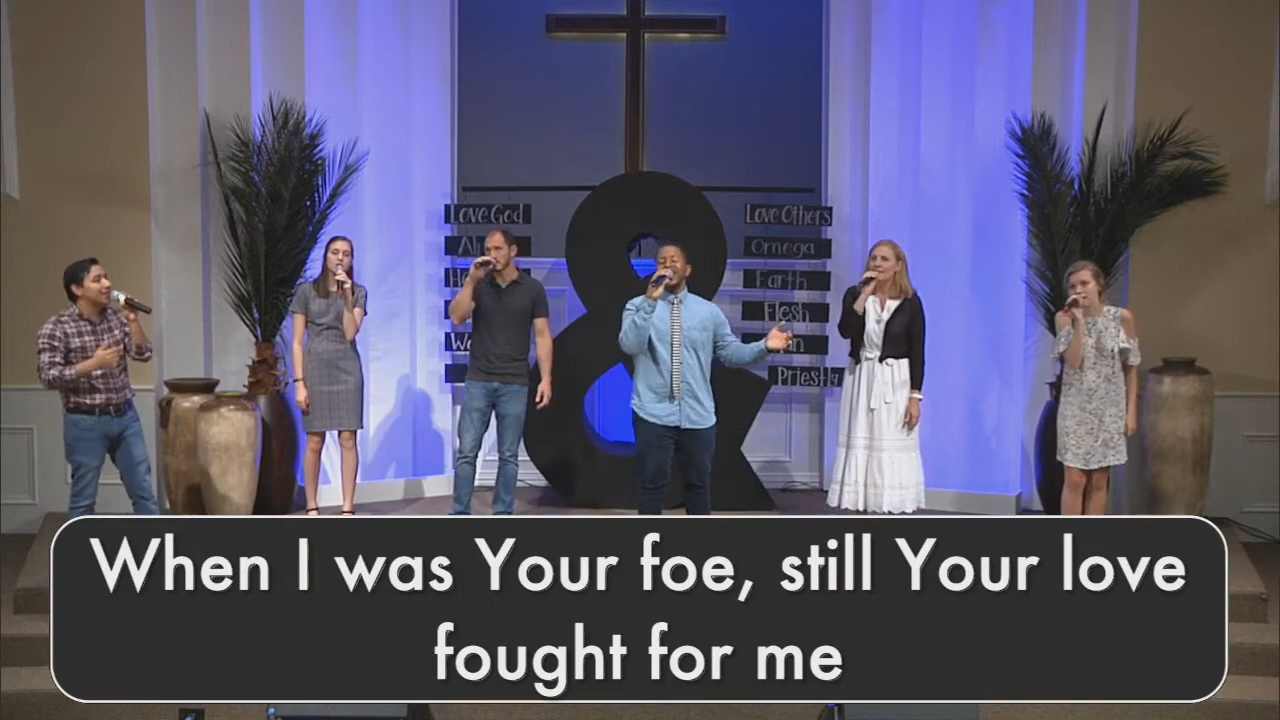 Love God
Love Others
Omega
Earth
Flesh
Priestly
&
When I was Your foe, still Your love
fought for me